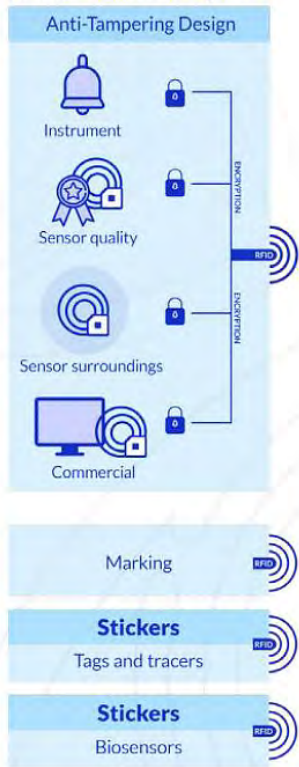 Anti-Tampering Design
Instrument
Sensor quality
ENCRYPTION
RFID
Sensor surroundings
ENCRYPTION
Commercial
Marking
RFID
Stickers
Tags and tracers
RFID
Stickers
Biosensors
RFID